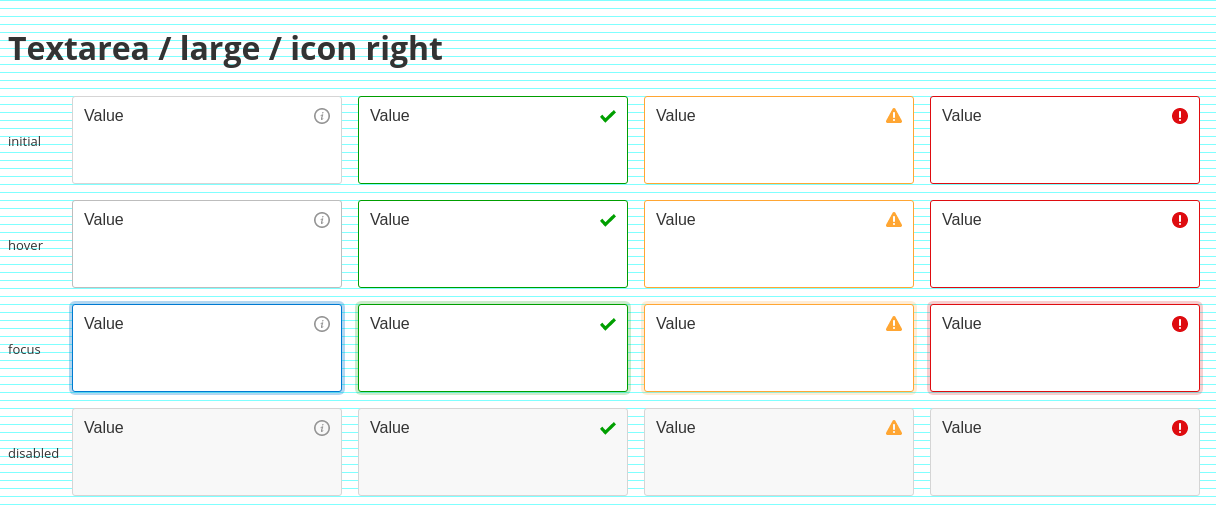 Textarea / large / icon right
Value Value Value Value
initial
Value Value Value Value
hover
Value Value Value Value
focus
Value Value Value Value
disabled